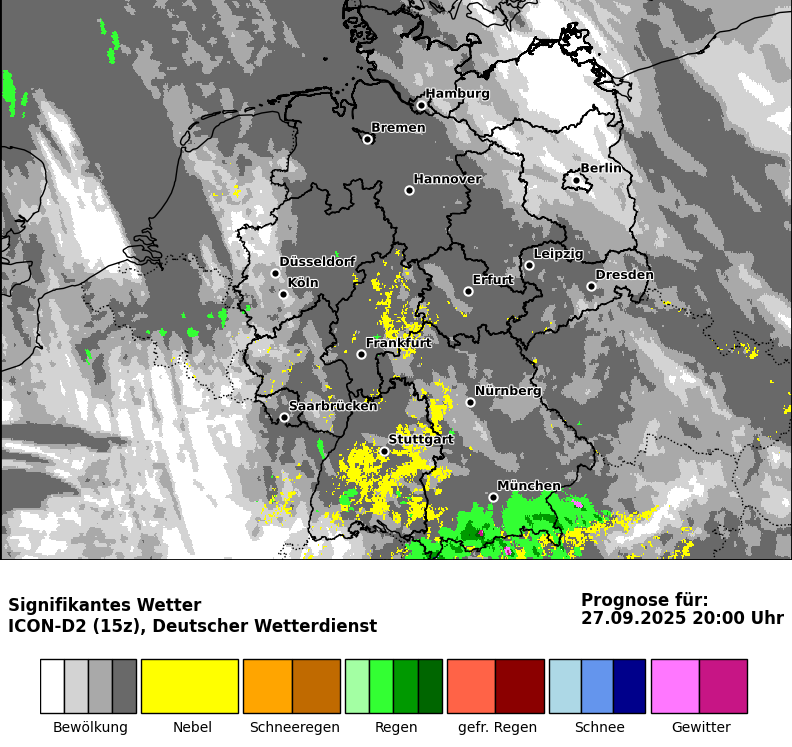 Hamburg
Bremen
Berlin
Hannover
Leipzig
Düsseldorf
Dresden
Köln
Erfurt
Frankfurt
Nürnberg
Saarbrücken
Stuttgart
München
Signifikantes Wetter
ICON-D2 (15z), Deutscher Wetterdienst
Prognose für:
27.09.2025 20:00 Uhr
Bewölkung Nebel Schneeregen Regen gefr. Regen Schnee Gewitter